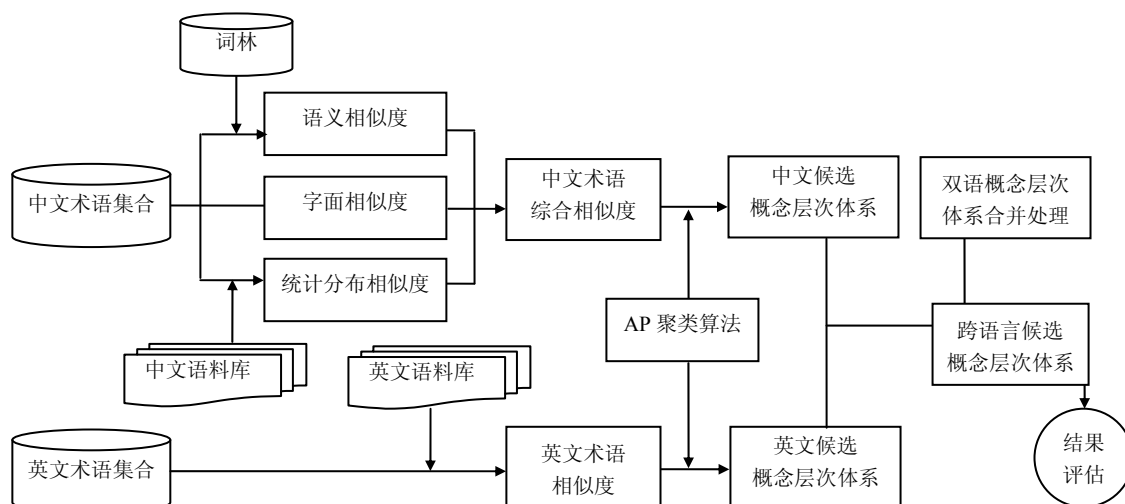 词林
语义相似度
中文术语集合
字面相似度
中文术语
综合相似度
中文候选
概念层次体系
双语概念层次
体系合并处理
统计分布相似度
AP 聚类算法
跨语言候选
概念层次体系
中文语料库
英文语料库
英文术语集合
英文术语
相似度
英文候选
概念层次体系
结果
评估